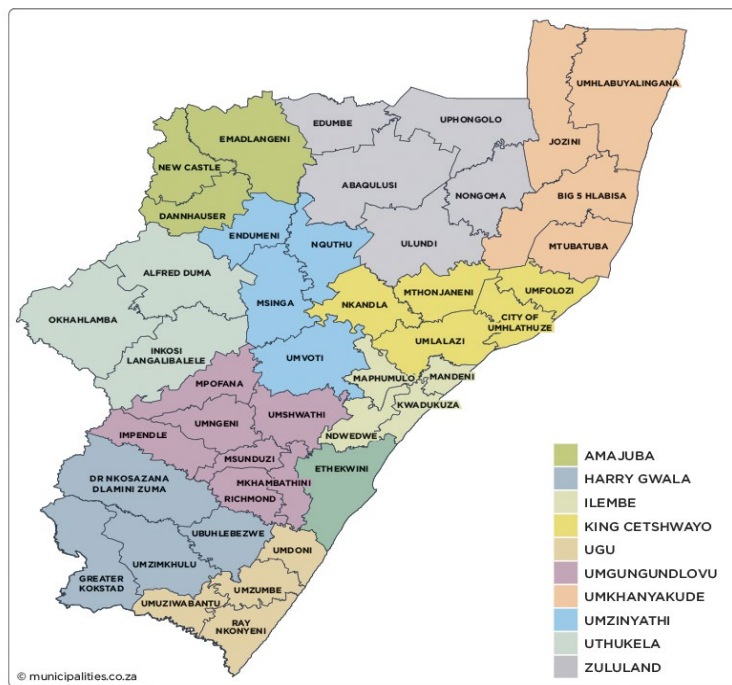 UMHLABUYALINGANA
EDUMBE
UPHONGOLO
EMADLANGENI
JOZINI
NEW CASTLE
ABAQULUSI
NONGOMA
BIG 5 HLABISA
DANNHAUSER
ENDUMENI
NQUTHU
ULUNDI
MTUBATUBA
ALFRED DUMA
MSINGA
NKANDLA
MTHONJANENI
UMFOLOZI
OKHAHLAMBA
CITY OF
UMHLATHUZE
INKOSI
LANGALIBALELE
UMVOTI
UMLALAZI
MPOFANA
MAPHUMULO
MANDENI
KWADUKUZA
UMNGENI
UMSHWATHI
IMPENDLE
NDWEDWE
MSUNDUZI
ETHEKWINI
DR NKOSAZANA
DLAMINI ZUMA
MKHAMBATHINI
RICHMOND
UBUHLEBEZWE
UMDONI
GREATER
KOKSTAD
UMZIMKHULU
UMZUMBE
UMUZIWABANTU
RAY
NKONYENI
AMAJUBA
HARRY GWALA
ILEMBE
KING CETSHWAYO
UGU
UMGUNGUNDLOVU
UMKHANYAKUDE
UMZINYATHI
UTHUKELA
ZULULAND
© municipalities.co.za